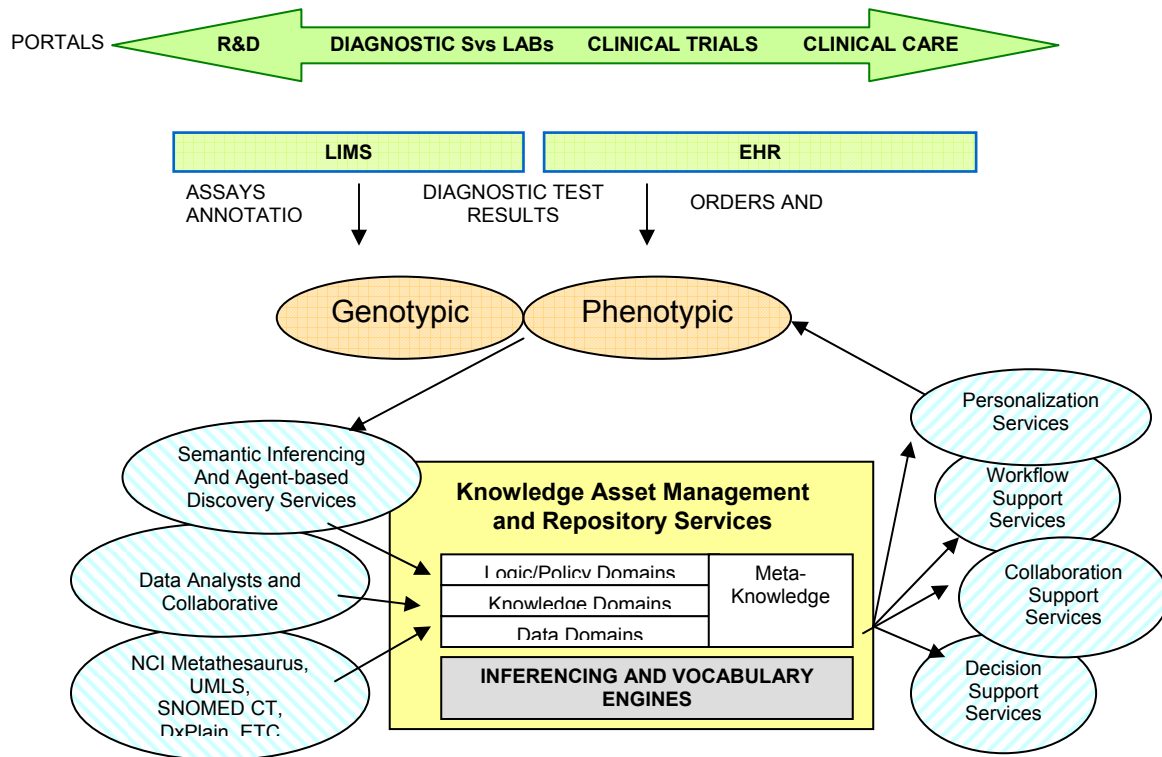 PORTALS
R&D DIAGNOSTIC Svs LABs CLINICAL TRIALS CLINICAL CARE
LIMS
EHR
ASSAYS
ANNOTATIO
DIAGNOSTIC TEST
RESULTS
ORDERS AND
Genotypic
Phenotypic
Semantic Inferencing
And Agent-based
Discovery Services
Data Analysts and
Collaborative
NCI Metathesaurus,
UMLS,
SNOMED CT,
DxPlain, ETC
Knowledge Asset Management
and Repository Services
Logic/Policy Domains
Knowledge Domains
Data Domains
Meta-
Knowledge
INFERENCING AND VOCABULARY
ENGINES
Personalization
Services
Workflow
Support
Services
Collaboration
Support
Services
Decision
Support
Services